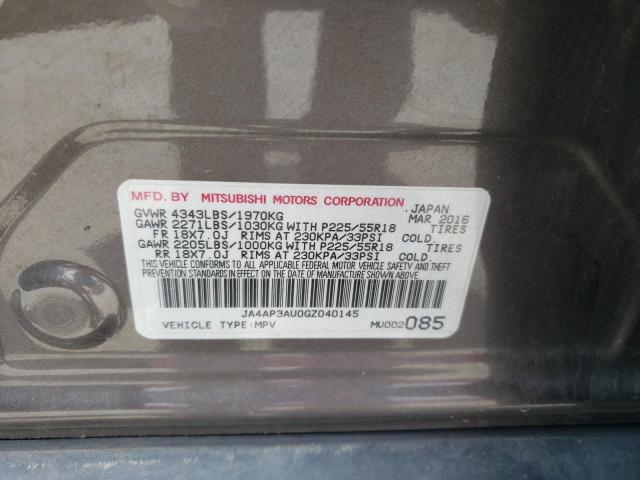 MFD. BY MITSUBISHI MOTORS CORPORATION JAPAN
GVWR 4343LBS/1970KG MAR 2016
GAWR 2271LBS/1030KG WITH P225/55R18 TIRES
FR 18X7.0J RIMS AT 230KPA/33PSI COLD.
GAWR 2205LBS/1000KG WITH P225/55R18 TIRES
RR 18X7.0J RIMS AT 230KPA/33PSI COLD.
THIS VEHICLE CONFORMS TO ALL APPLICABLE FEDERAL MOTOR VEHICLE SAFETY AND THEFT
PREVENTION STANDARDS IN EFFECT ON THE DATE OF MANUFACTURE SHOWN ABOVE.
JA4AP3AU0GZ040145
VEHICLE TYPE:MPV MU002085